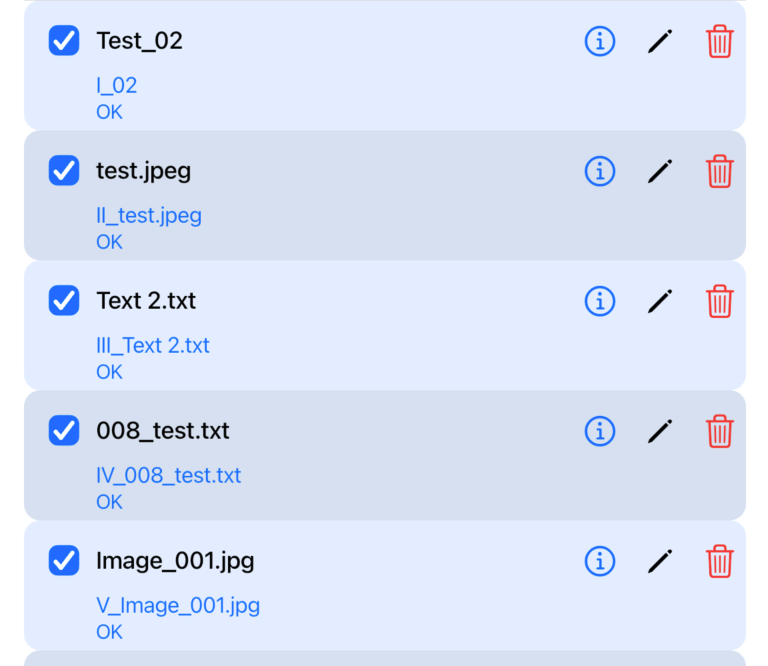 Test_02
I_02
OK
test.jpeg
II_test.jpeg
OK
Text 2.txt
III_Text 2.txt
OK
008_test.txt
IV_008_test.txt
OK
Image_001.jpg
V_Image_001.jpg
OK